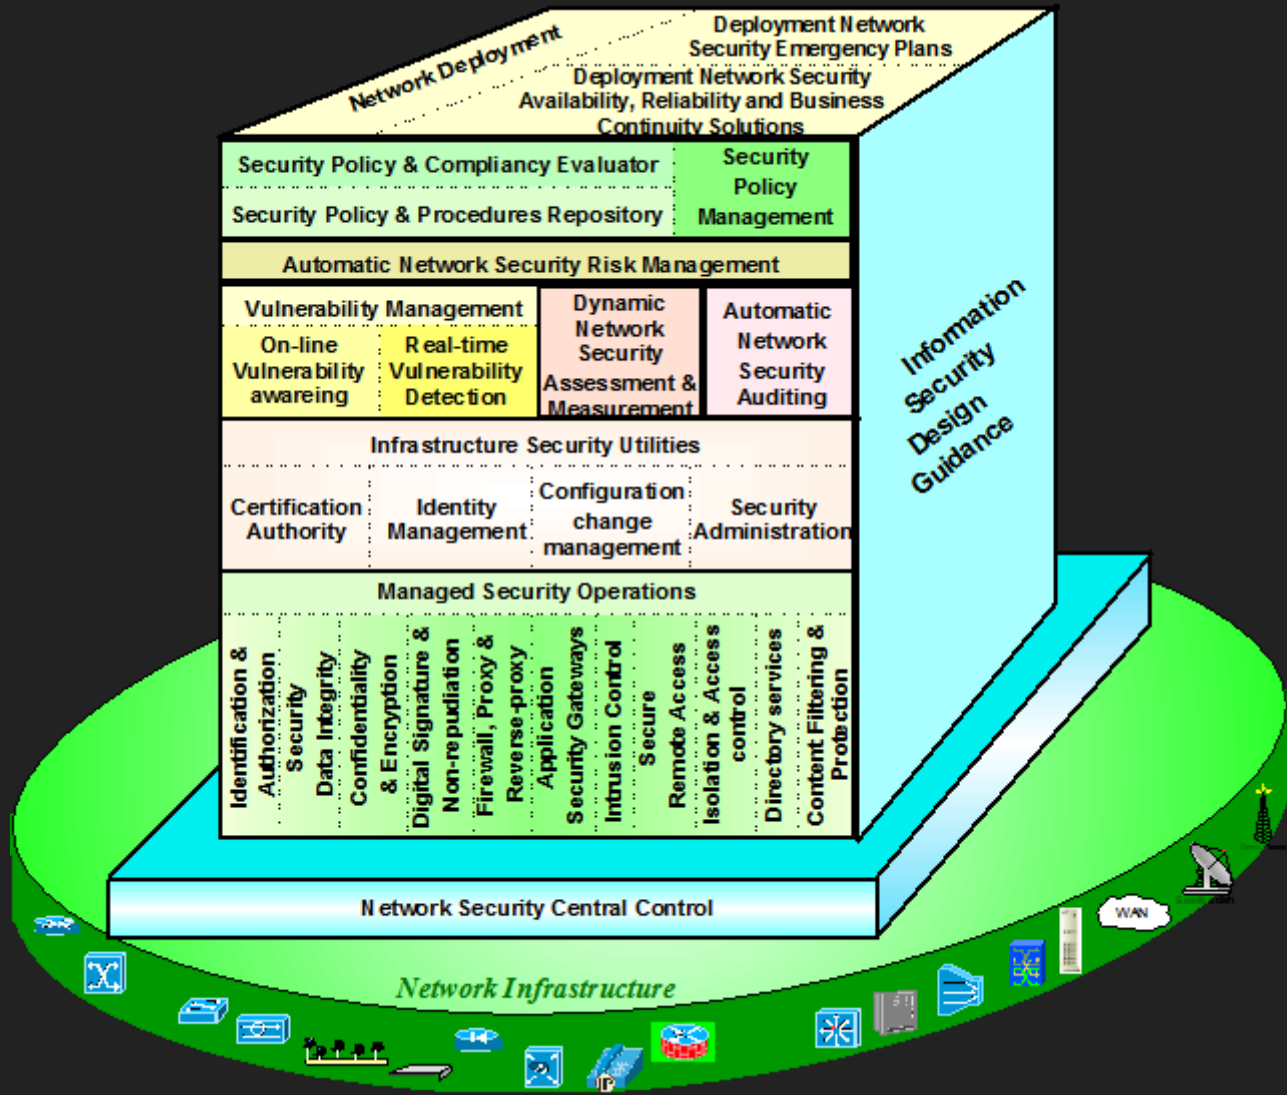 Network Deployment
Deployment Network
Security Emergency Plans
Deployment Network Security
Availability, Reliability and Business
Continuity Solutions
Security Policy & Compliancy Evaluator
Security Policy & Procedures Repository
Security
Policy
Management
Automatic Network Security Risk Management
Vulnerability Management
On-line
Vulnerability
awareing
Real-time
Vulnerability
Detection
Dynamic
Network
Security
Assessment &
Measurement
Automatic
Network
Security
Auditing
Information
Security
Design
Guidance
Infrastructure Security Utilities
Certification
Authority
Identity
Management
Configuration
change
management
Security
Administration
Managed Security Operations
Identification &
Authorization
Security
Data Integrity
Confidentiality
& Encryption
Digital Signature &
Non-repudiation
Firewall, Proxy &
Reverse-proxy
Application
Security Gateways
Intrusion Control
Secure
Remote Access
Isolation & Access
control
Directory services
Content Filtering &
Protection
Network Security Central Control
Network Infrastructure
WAN
IP